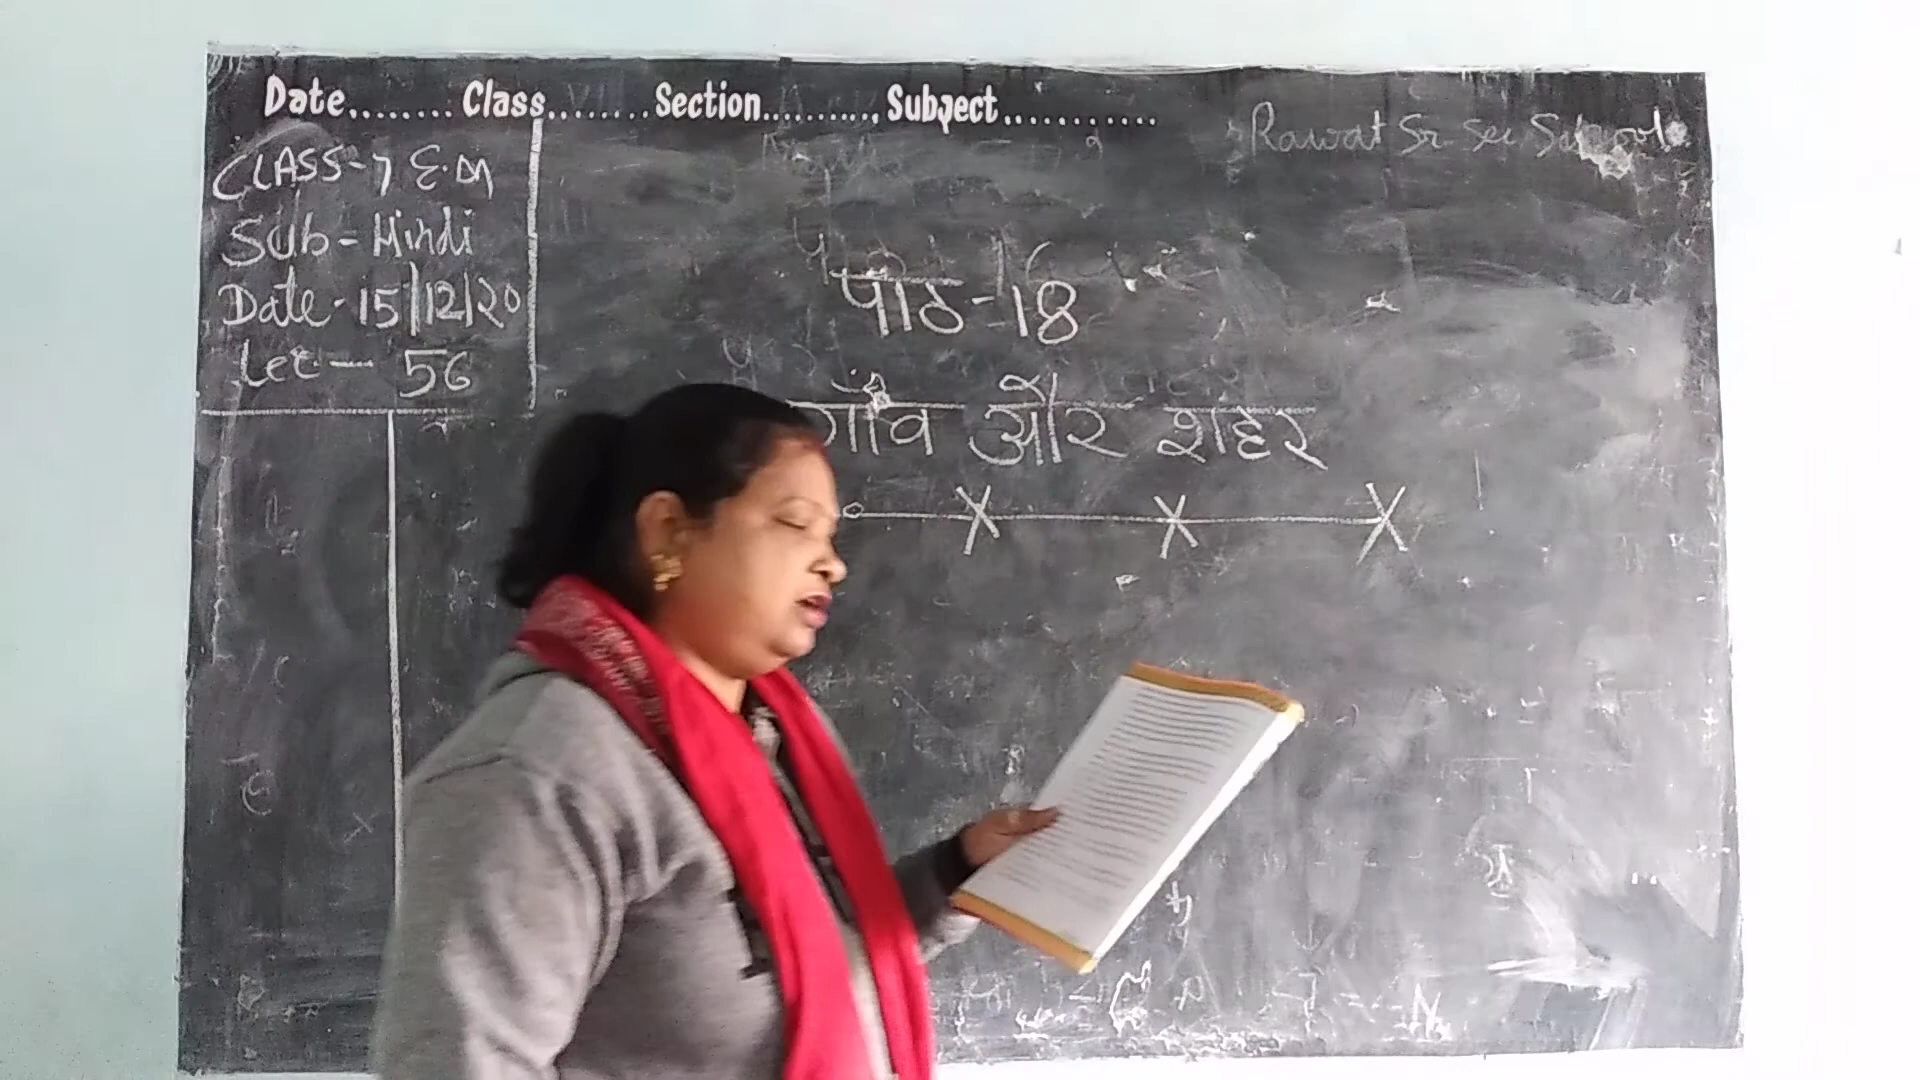 Date........ Class........ Section.........., Subject............
Rawat Sr. Sec School
CLASS-7 E.M
Sub- Hindi
Date-15/12/20
Lec- 56
पाठ-18
गाँव और शहर